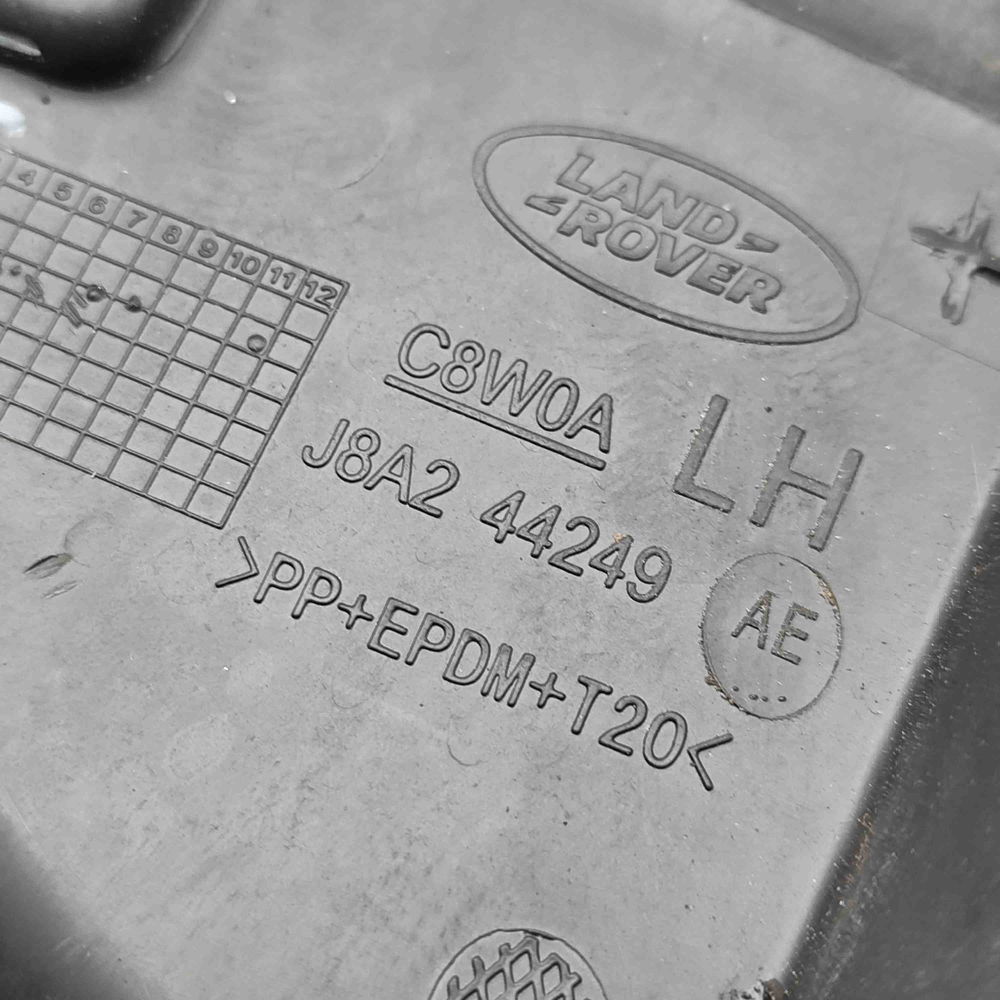 4 5 6 7 8 9 10 11 12
LAND
ROVER
C8W0A
LH
J8A2 44249
AE
>PP+EPDM+T20<